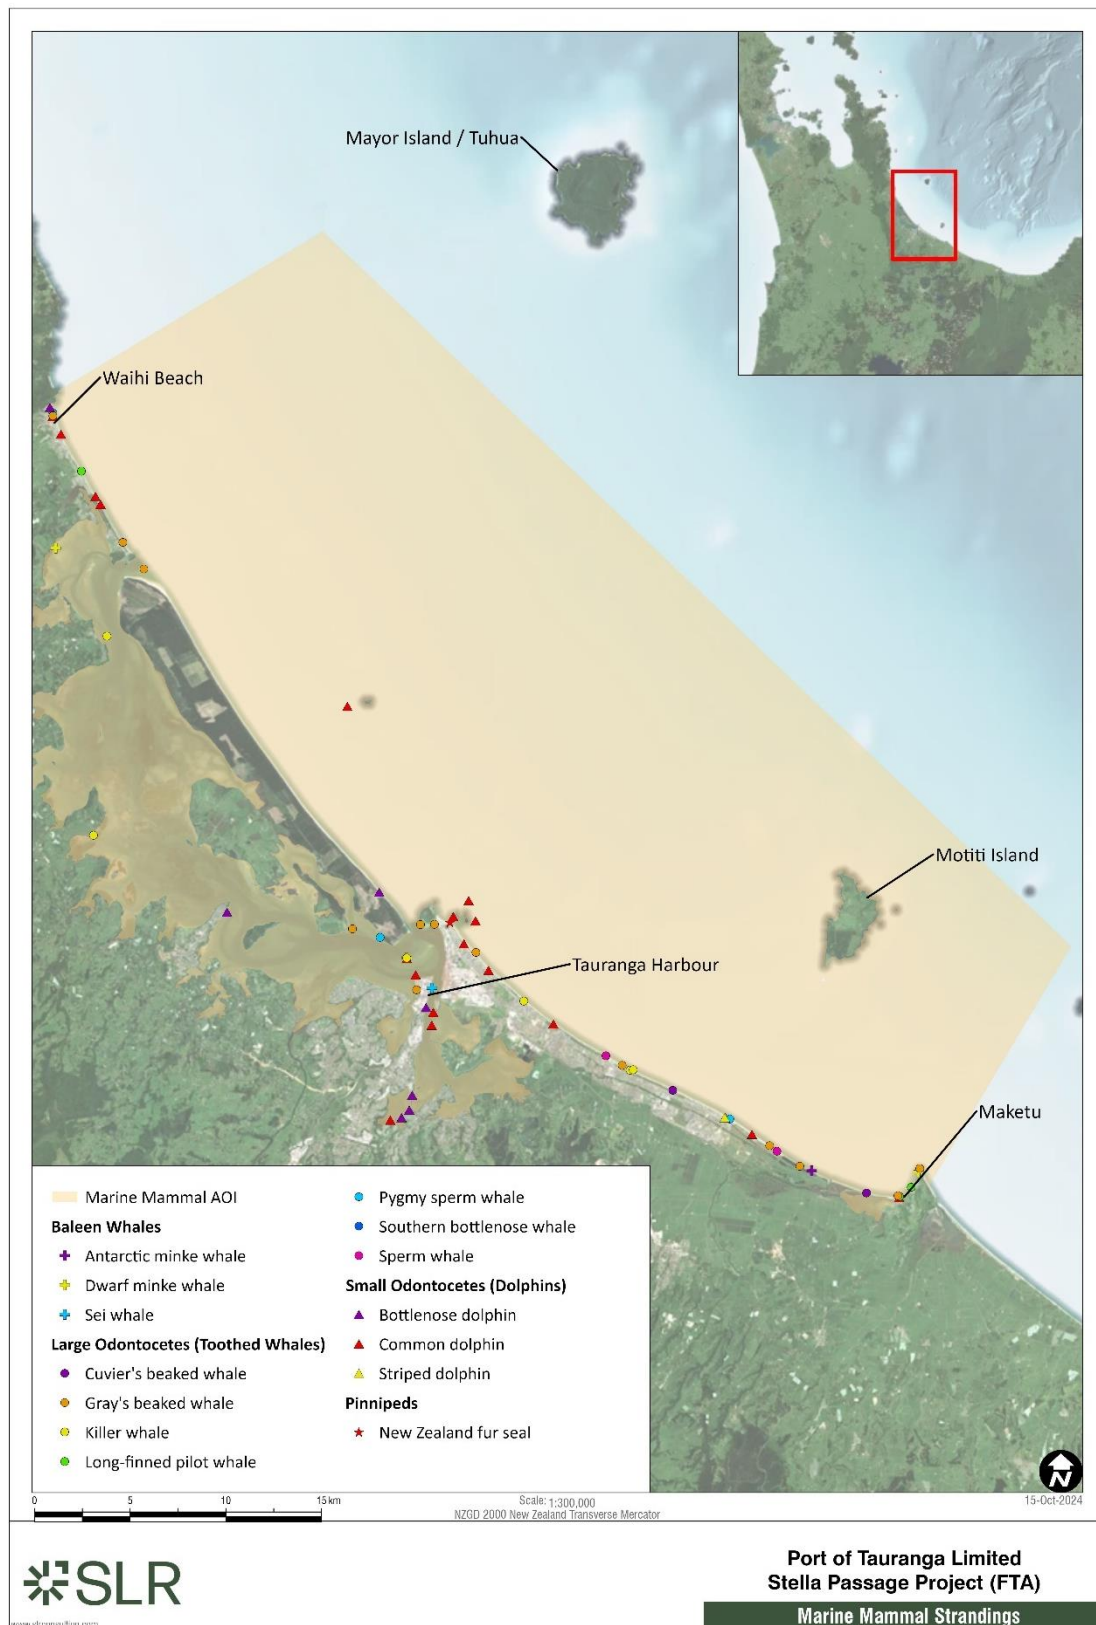 Mayor Island / Tuhua
Waihi Beach
Motiti Island
Tauranga Harbour
Maketu
Marine Mammal AOI
Baleen Whales
Antarctic minke whale
Dwarf minke whale
Sei whale
Large Odontocetes (Toothed Whales)
Cuvier's beaked whale
Gray's beaked whale
Killer whale
Long-finned pilot whale
Pygmy sperm whale
Southern bottlenose whale
Sperm whale
Small Odontocetes (Dolphins)
Bottlenose dolphin
Common dolphin
Striped dolphin
Pinnipeds
New Zealand fur seal
N
0 5 10 15 km
Scale: 1:300,000
NZGD 2000 New Zealand Transverse Mercator
15-Oct-2024
SLR
Port of Tauranga Limited
Stella Passage Project (FTA)
Marine Mammal Strandings